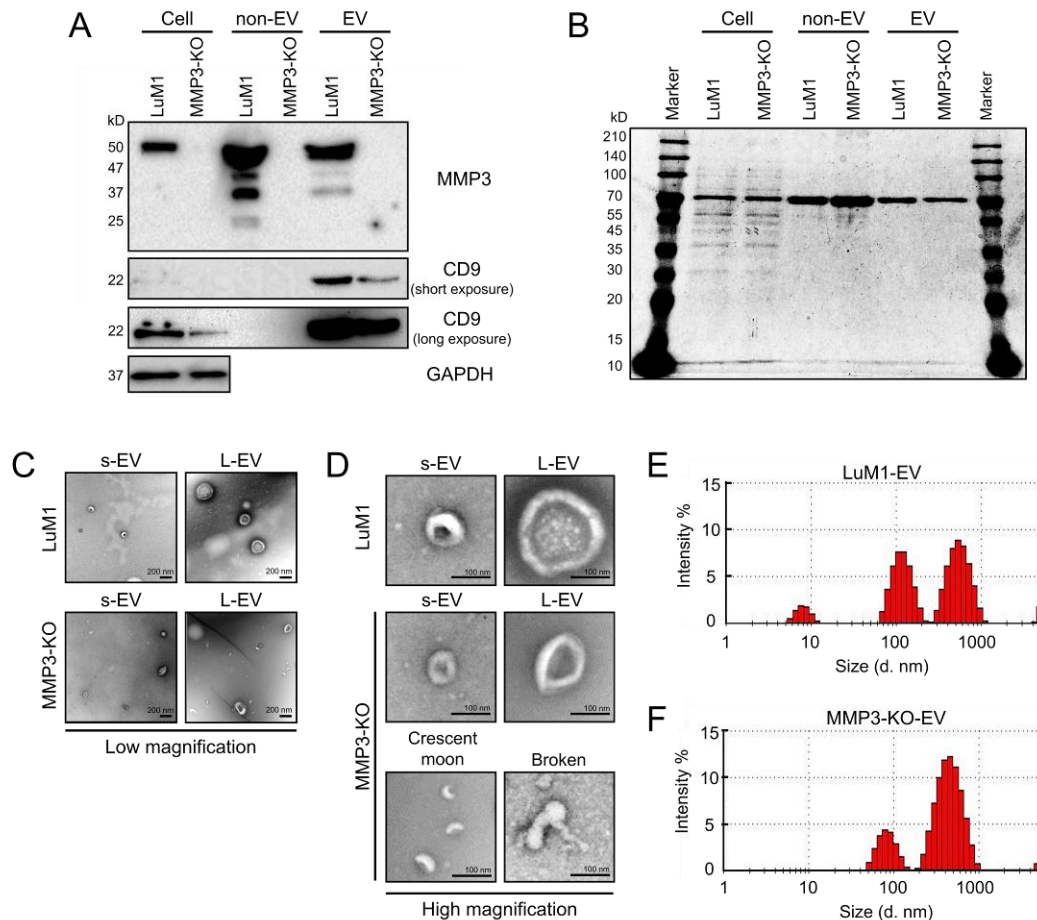 A
Cell non-EV EV
LuM1 MMP3-KO LuM1 MMP3-KO LuM1 MMP3-KO
kD
50
47
37
25
MMP3
22
CD9
(short exposure)
22
CD9
(long exposure)
37
GAPDH
B
Cell non-EV EV
Marker LuM1 MMP3-KO LuM1 MMP3-KO LuM1 MMP3-KO Marker
kD
210
140
100
70
55
45
35
30
20
15
10
C
s-EV L-EV
LuM1
200 nm 200 nm
s-EV L-EV
MMP3-KO
200 nm 200 nm
Low magnification
D
s-EV L-EV
LuM1
100 nm 100 nm
s-EV L-EV
100 nm 100 nm
MMP3-KO
Crescent
moon
Broken
100 nm 100 nm
High magnification
E
LuM1-EV
Intensity %
15
10
5
0
1 10 100 1000
Size (d. nm)
F
MMP3-KO-EV
Intensity %
15
10
5
0
1 10 100 1000
Size (d. nm)